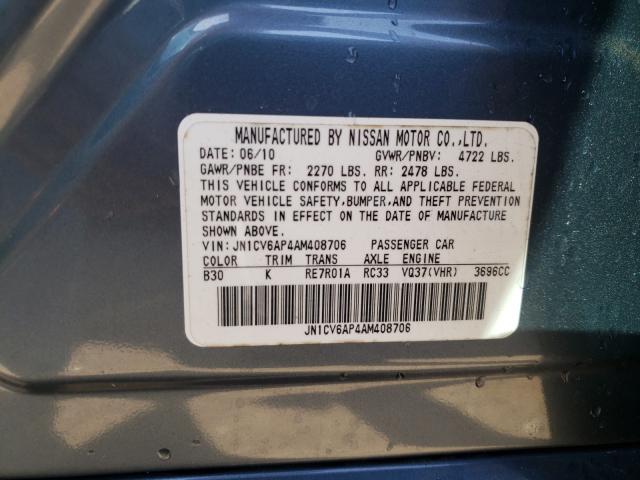 MANUFACTURED BY NISSAN MOTOR CO.,LTD.
DATE: 06/10 GVWR/PNBV: 4722 LBS.
GAWR/PNBE FR: 2270 LBS. RR: 2478 LBS.
THIS VEHICLE CONFORMS TO ALL APPLICABLE FEDERAL
MOTOR VEHICLE SAFETY,BUMPER,AND THEFT PREVENTION
STANDARDS IN EFFECT ON THE DATE OF MANUFACTURE
SHOWN ABOVE.
VIN: JN1CV6AP4AM408706 PASSENGER CAR
COLOR TRIM TRANS AXLE ENGINE
B30 K RE7R01A RC33 VQ37(VHR) 3696CC
JN1CV6AP4AM408706